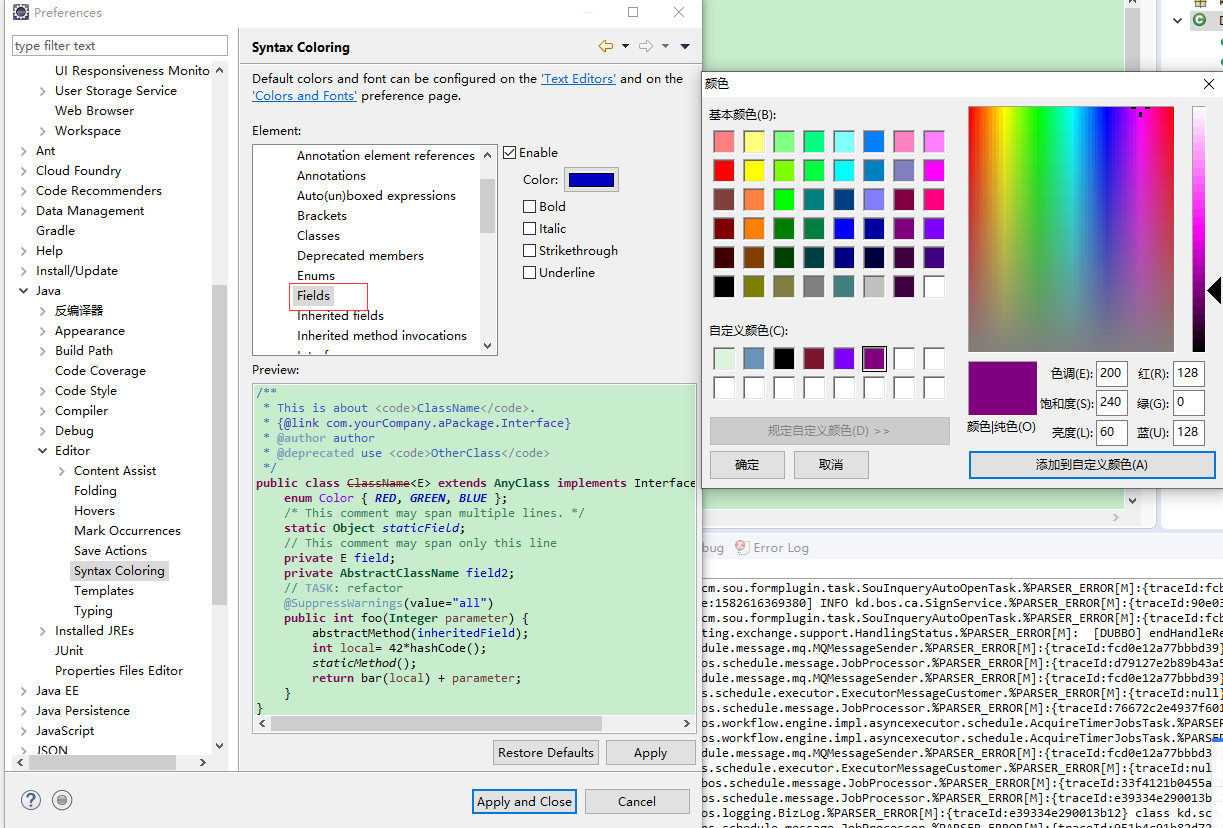 Preferences
type filter text
UI Responsiveness Monito
User Storage Service
Web Browser
Workspace
Ant
Cloud Foundry
Code Recommenders
Data Management
Gradle
Help
Install/Update
Java
反编译器
Appearance
Build Path
Code Coverage
Code Style
Compiler
Debug
Editor
Content Assist
Folding
Hovers
Mark Occurrences
Save Actions
Syntax Coloring
Templates
Typing
Installed JREs
JUnit
Properties Files Editor
Java EE
Java Persistence
JavaScript
JSON
Syntax Coloring
Default colors and font can be configured on the 'Text Editors' and on the
'Colors and Fonts' preference page.
Element:
Annotation element references
Annotations
Auto(un)boxed expressions
Brackets
Classes
Deprecated members
Enums
Fields
Inherited fields
Inherited method invocations
Enable
Color:
Bold
Italic
Strikethrough
Underline
Preview:
/**
* This is about <code>ClassName</code>.
* {@link com.yourCompany.aPackage.Interface}
* @author author
* @deprecated use <code>OtherClass</code>
*/
public class ClassName<E> extends AnyClass implements Interface
enum Color { RED, GREEN, BLUE };
/* This comment may span multiple lines. */
static Object staticField;
// This comment may span only this line
private E field;
private AbstractClassName field2;
// TASK: refactor
@SuppressWarnings(value="all")
public int foo(Integer parameter) {
abstractMethod(inheritedField);
int local= 42*hashCode();
staticMethod();
return bar(local) + parameter;
}
}
Restore Defaults
Apply
Apply and Close
Cancel
颜色
基本颜色(B):
自定义颜色(C):
规定自定义颜色(D) >>
确定
取消
颜色|纯色(O)
色调(E): 200
红(R): 128
饱和度(S): 240
绿(G): 0
亮度(L): 60
蓝(U): 128
添加到自定义颜色(A)
bug
Error Log
cm.sou.formplugin.task.SouInqueryAutoOpenTask.%PARSER_ERROR[M]:{traceId:fcb
e:1582616369380] INFO kd.bos.ca.SignService.%PARSER_ERROR[M]:{traceId:90e03
cm.sou.formplugin.task.SouInqueryAutoOpenTask.%PARSER_ERROR[M]:{traceId:fcb
ting.exchange.support.HandlingStatus.%PARSER_ERROR[M]: [DUBBO] endHandleRe
dule.message.mq.MQMessageSender.%PARSER_ERROR[M]:{traceId:fcd0e12a77bbbd39}
os.schedule.message.JobProcessor.%PARSER_ERROR[M]:{traceId:d79127e2b89b43a5
dule.message.mq.MQMessageSender.%PARSER_ERROR[M]:{traceId:fcd0e12a77bbbd39}
s.schedule.executor.ExecutorMessageCustomer.%PARSER_ERROR[M]:{traceId:null}
os.schedule.message.JobProcessor.%PARSER_ERROR[M]:{traceId:76672c2e4937f601
os.workflow.engine.impl.asyncexecutor.schedule.AcquireTimerJobsTask.%PARSER
os.workflow.engine.impl.asyncexecutor.schedule.AcquireTimerJobsTask.%PARSER
dule.message.mq.MQMessageSender.%PARSER_ERROR[M]:{traceId:fcd0e12a77bbbd3
s.schedule.executor.ExecutorMessageCustomer.%PARSER_ERROR[M]:{traceId:nul
os.schedule.message.JobProcessor.%PARSER_ERROR[M]:{traceId:33f4121b0455a
os.schedule.message.JobProcessor.%PARSER_ERROR[M]:{traceId:e39334e290013b
os.logging.BizLog.%PARSER_ERROR[M]:{traceId:e39334e290013b12} class kd.sc